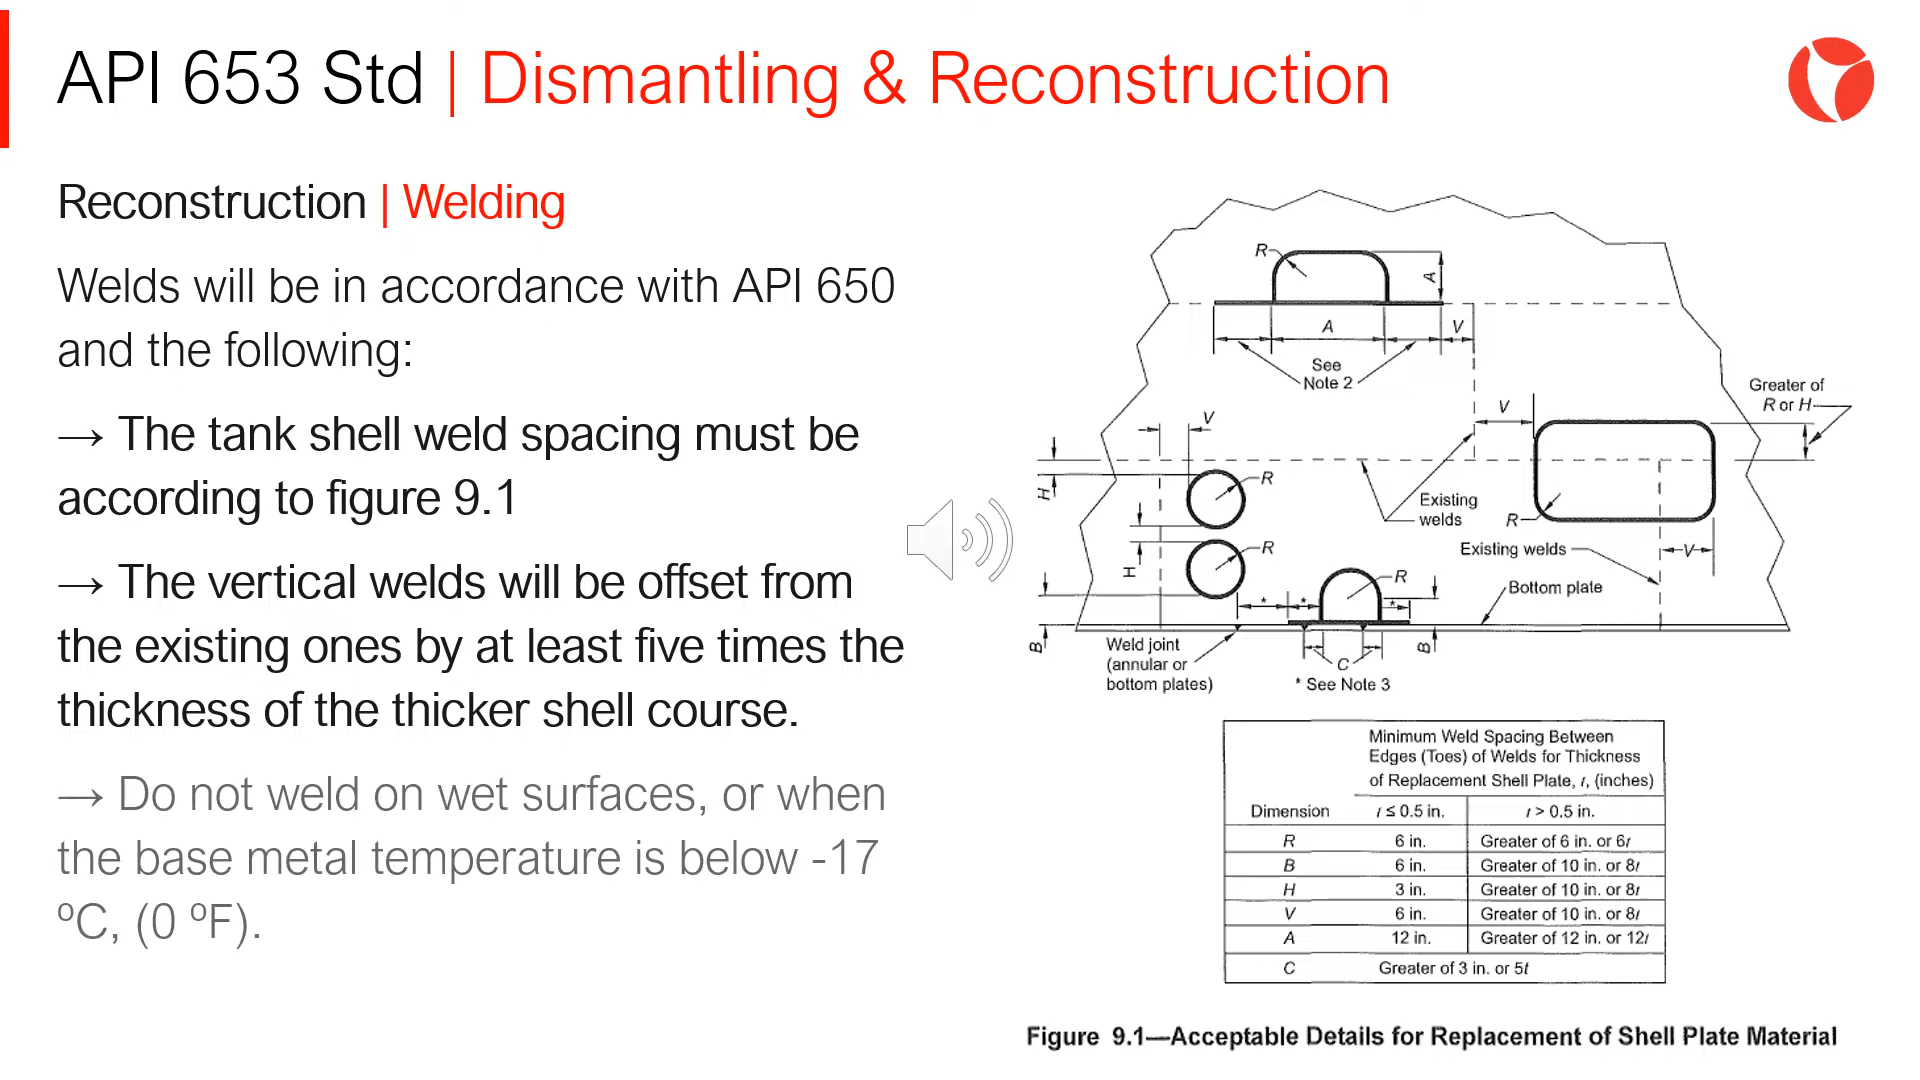 API 653 Std | Dismantling & Reconstruction
Reconstruction | Welding
Welds will be in accordance with API 650
and the following:
→ The tank shell weld spacing must be
according to figure 9.1
→ The vertical welds will be offset from
the existing ones by at least five times the
thickness of the thicker shell course.
→ Do not weld on wet surfaces, or when
the base metal temperature is below -17
ºC, (0 ºF).
R
A
A
V
See
Note 2
Greater of
R or H
V
V
H
R
Existing
welds
R
Existing welds
V
H
R
R
Bottom plate
* * *
B
B
Weld joint
(annular or
bottom plates)
C
* See Note 3
Minimum Weld Spacing Between
Edges (Toes) of Welds for Thickness
of Replacement Shell Plate, t, (inches)
Dimension t ≤ 0.5 in. t > 0.5 in.
R 6 in. Greater of 6 in. or 6t
B 6 in. Greater of 10 in. or 8t
H 3 in. Greater of 10 in. or 8t
V 6 in. Greater of 10 in. or 8t
A 12 in. Greater of 12 in. or 12t
C Greater of 3 in. or 5t
Figure 9.1—Acceptable Details for Replacement of Shell Plate Material